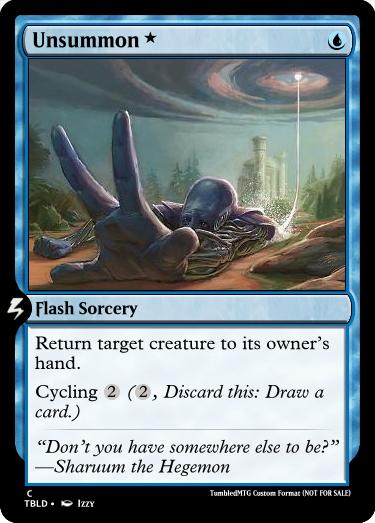 Unsummon ★
Flash Sorcery
Return target creature to its owner's
hand.
Cycling 2 (2, Discard this: Draw a
card.)
"Don't you have somewhere else to be?"
—Sharuum the Hegemon
C
TBLD • Izzy
TumbledMTG Custom Format (NOT FOR SALE)